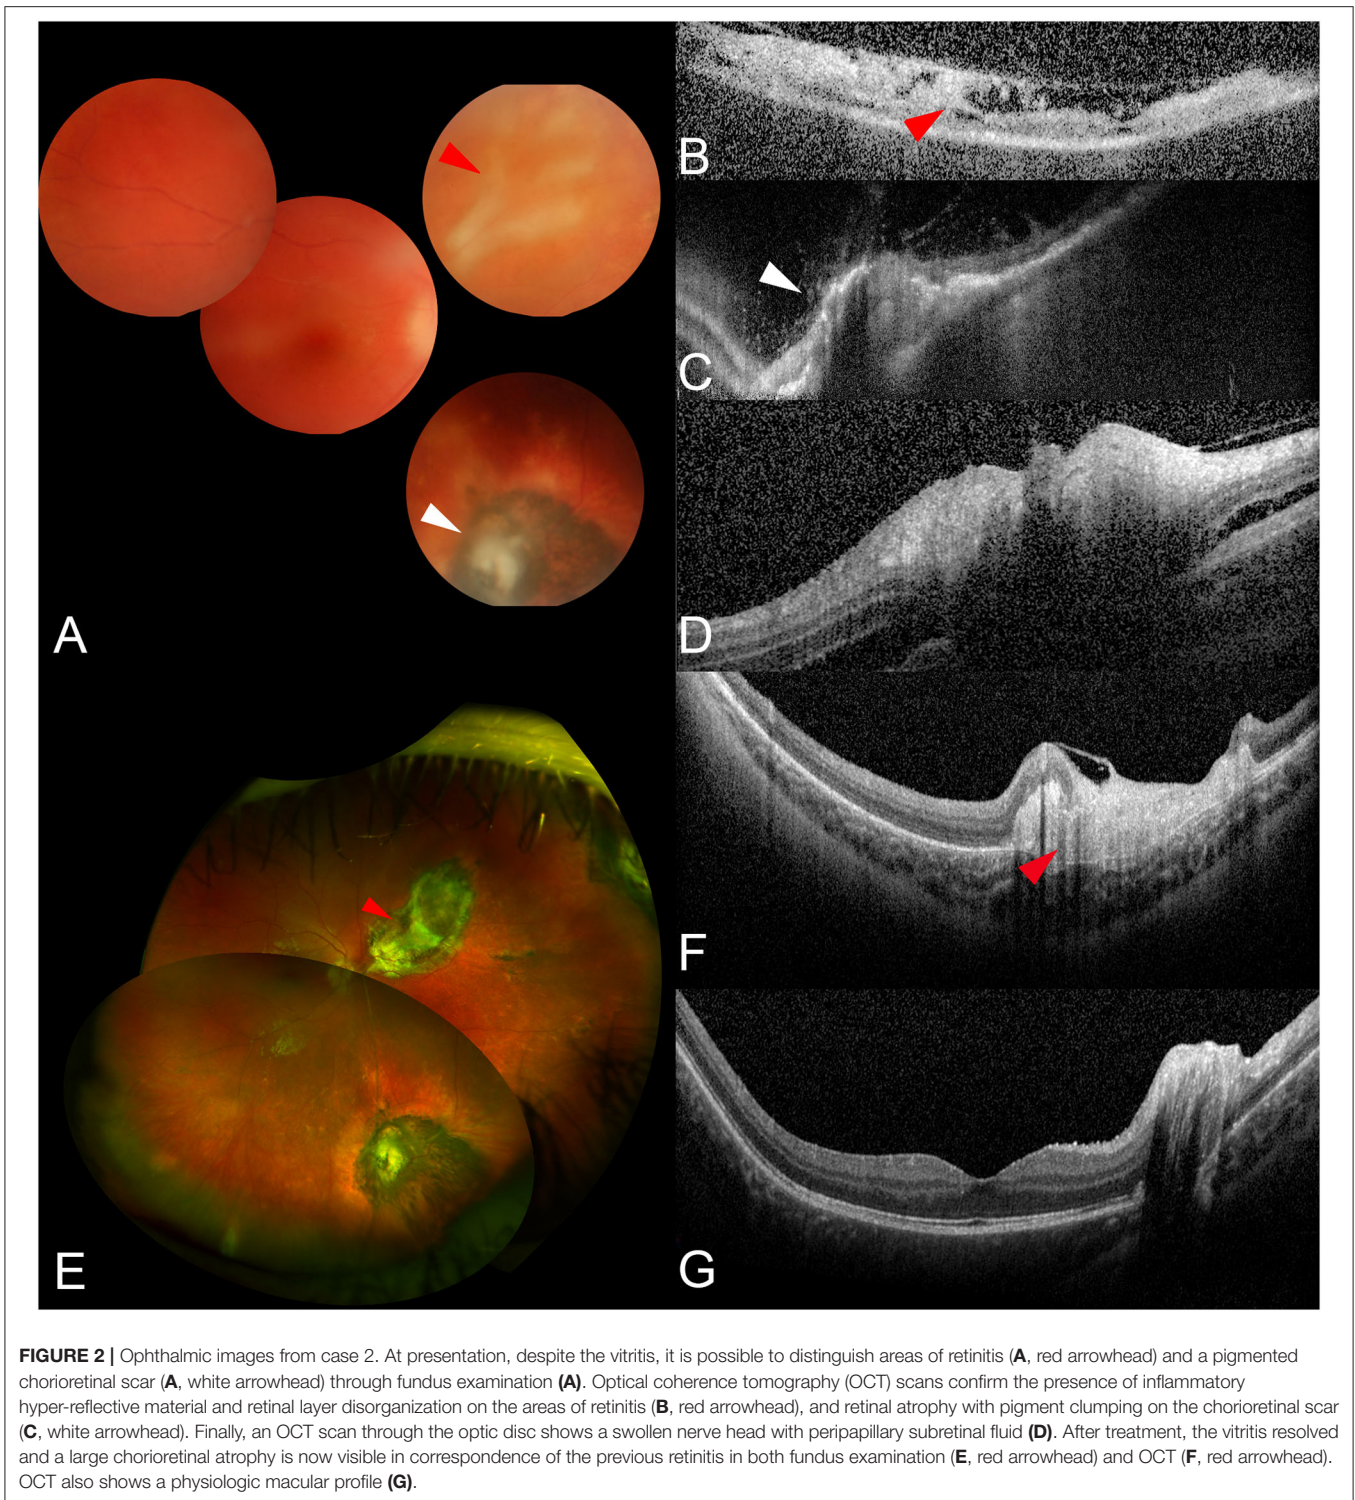 A
B
C
D
E
F
G
FIGURE 2 | Ophthalmic images from case 2. At presentation, despite the vitritis, it is possible to distinguish areas of retinitis (A, red arrowhead) and a pigmented
chorioretinal scar (A, white arrowhead) through fundus examination (A). Optical coherence tomography (OCT) scans confirm the presence of inflammatory
hyper-reflective material and retinal layer disorganization on the areas of retinitis (B, red arrowhead), and retinal atrophy with pigment clumping on the chorioretinal scar
(C, white arrowhead). Finally, an OCT scan through the optic disc shows a swollen nerve head with peripapillary subretinal fluid (D). After treatment, the vitritis resolved
and a large chorioretinal atrophy is now visible in correspondence of the previous retinitis in both fundus examination (E, red arrowhead) and OCT (F, red arrowhead).
OCT also shows a physiologic macular profile (G).